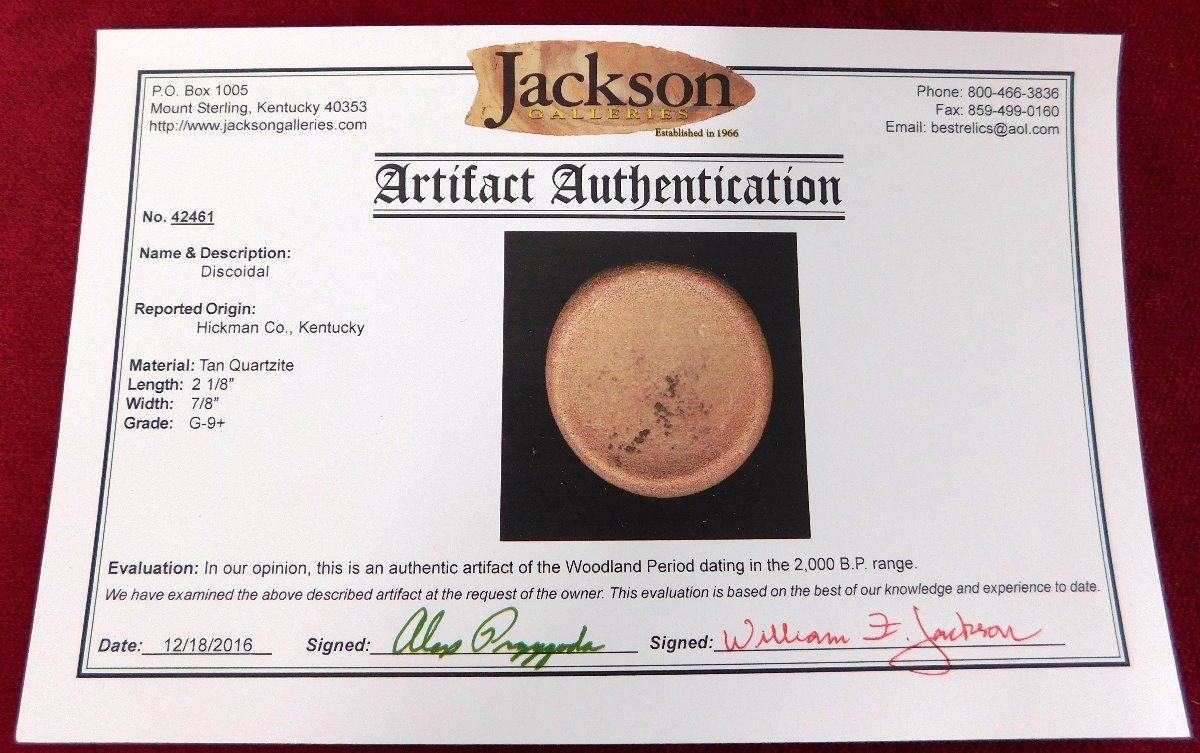 P.O. Box 1005
Mount Sterling, Kentucky 40353
http://www.jacksongalleries.com
Jackson
GALLERIES
Established in 1966
Phone: 800-466-3836
Fax: 859-499-0160
Email: bestrelics@aol.com
Artifact Authentication
No. 42461
Name & Description:
Discoidal
Reported Origin:
Hickman Co., Kentucky
Material: Tan Quartzite
Length: 2 1/8"
Width: 7/8"
Grade: G-9+
Evaluation: In our opinion, this is an authentic artifact of the Woodland Period dating in the 2,000 B.P. range.
We have examined the above described artifact at the request of the owner. This evaluation is based on the best of our knowledge and experience to date.
Date: 12/18/2016 Signed: Alex Przygoda Signed: William F. Jackson